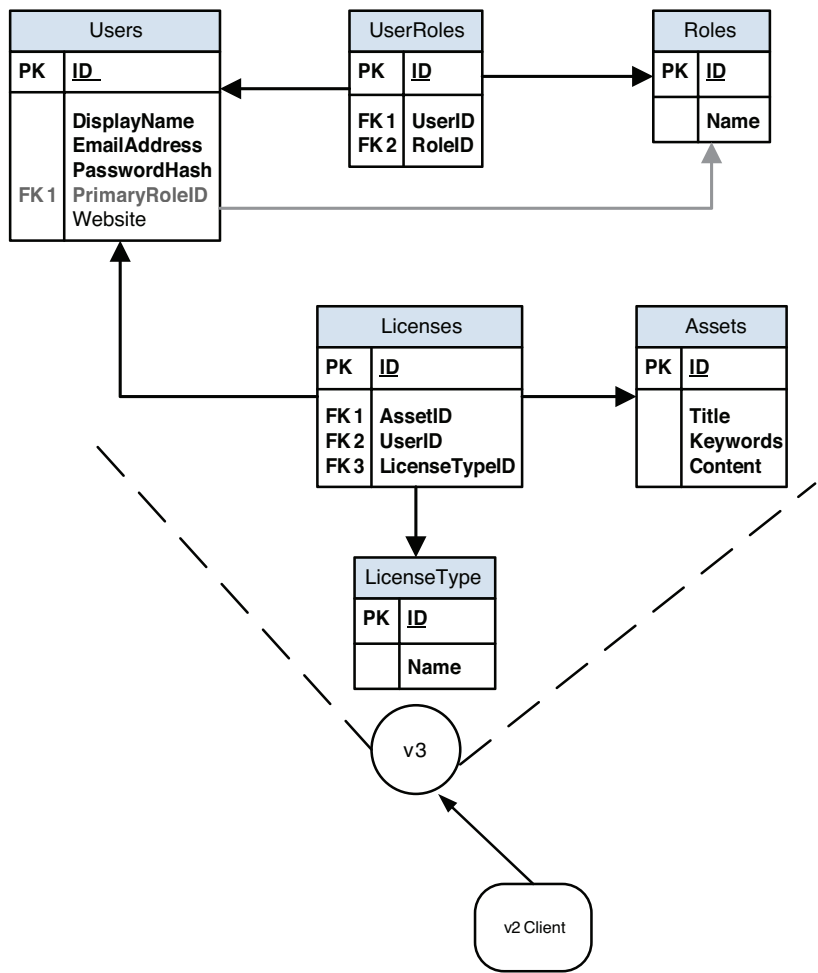 Users
PK ID
DisplayName
EmailAddress
PasswordHash
FK1 PrimaryRoleID
Website
UserRoles
PK ID
FK1 UserID
FK2 RoleID
Roles
PK ID
Name
Licenses
PK ID
FK1 AssetID
FK2 UserID
FK3 LicenseTypeID
Assets
PK ID
Title
Keywords
Content
LicenseType
PK ID
Name
v3
v2 Client